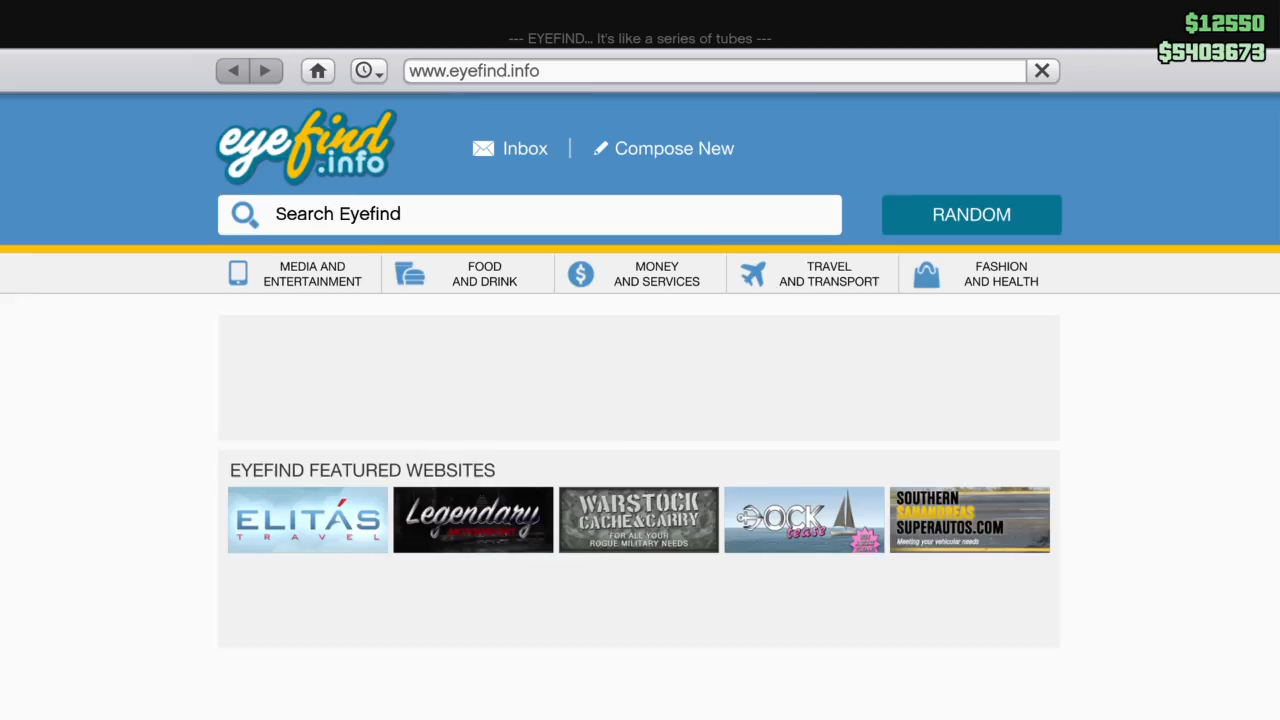 $12550
--- EYEFIND... It's like a series of tubes ---
$5403673
www.eyefind.info
eyefind
.info
Inbox
Compose New
Search Eyefind
RANDOM
MEDIA AND
ENTERTAINMENT
FOOD
AND DRINK
MONEY
AND SERVICES
TRAVEL
AND TRANSPORT
FASHION
AND HEALTH
EYEFIND FEATURED WEBSITES
ELITÁS
TRAVEL
Legendary
MOTORSPORT
WARSTOCK
CACHE&CARRY
FOR ALL YOUR
ROGUE MILITARY NEEDS
DOCK
tease
SOUTHERN
SANANDREAS
SUPERAUTOS.COM
Meeting your vehicular needs